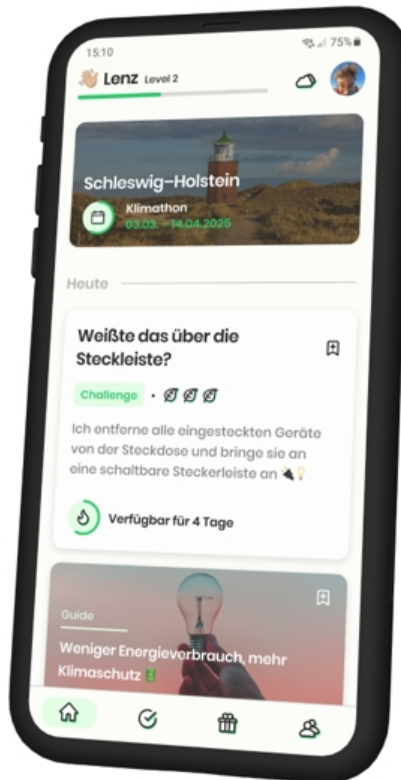 15:10
75%
👋🏼 Lenz Level 2
Schleswig-Holstein
Klimathon
03.03. - 14.04.2025
Heute
Weißte das über die
Steckleiste?
Challenge ·
Ich entferne alle eingesteckten Geräte
von der Steckdose und bringe sie an
eine schaltbare Steckerleiste an 🔌💡
Verfügbar für 4 Tage
Guide
Weniger Energieverbrauch, mehr
Klimaschutz 🔋